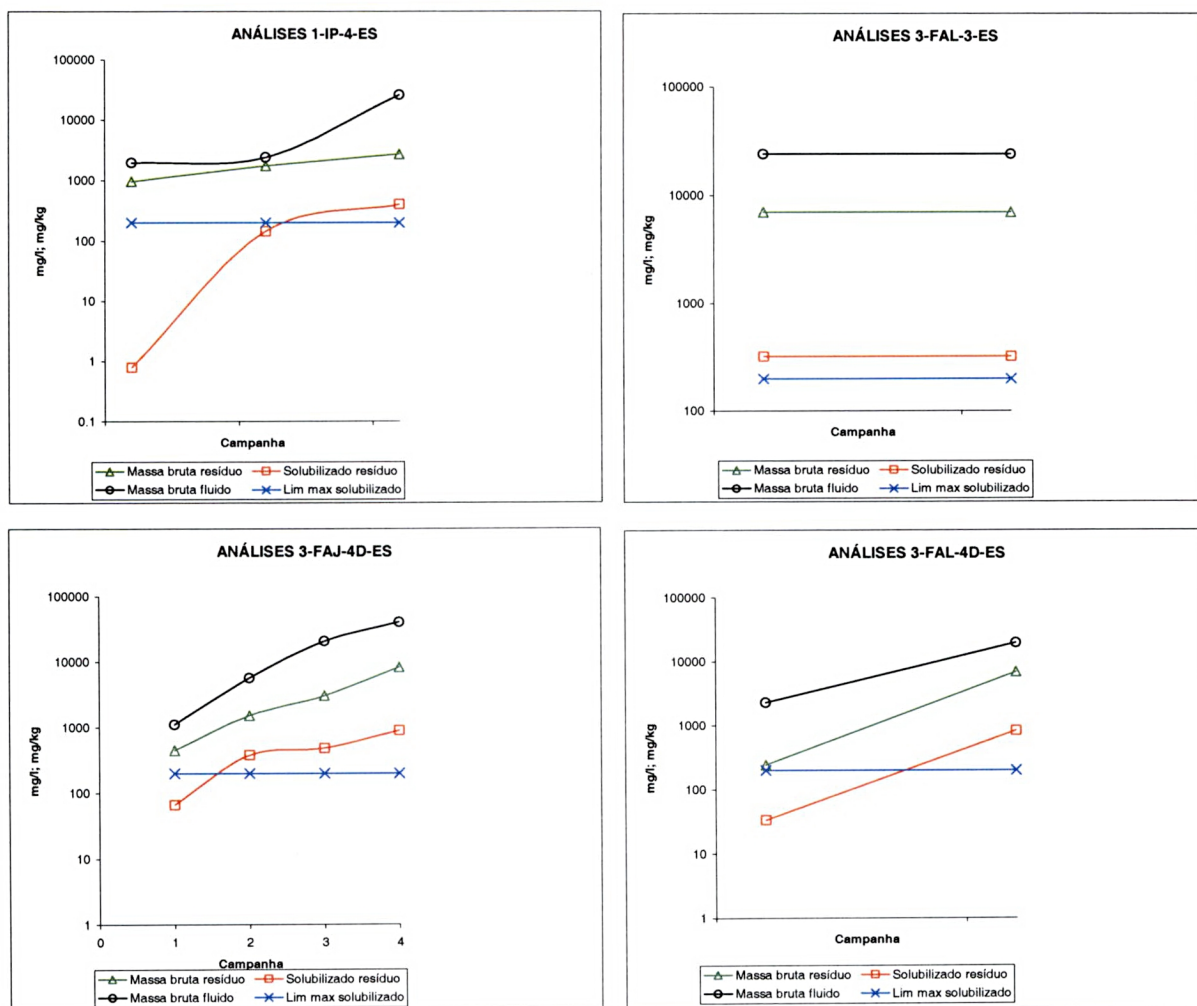 ANÁLISES 1-IP-4-ES
100000
10000
1000
100
10
1
0.1
mg/l; mg/kg
Campanha
Massa bruta resíduo
Solubilizado resíduo
Massa bruta fluido
Lim max solubilizado
ANÁLISES 3-FAL-3-ES
100000
10000
1000
100
mg/l; mg/kg
Campanha
Massa bruta resíduo
Solubilizado resíduo
Massa bruta fluido
Lim max solubilizado
ANÁLISES 3-FAJ-4D-ES
100000
10000
1000
100
10
1
mg/l; mg/kg
0 1 2 3 4
Campanha
Massa bruta resíduo
Solubilizado resíduo
Massa bruta fluido
Lim max solubilizado
ANÁLISES 3-FAL-4D-ES
100000
10000
1000
100
10
1
mg/l; mg/kg
Campanha
Massa bruta resíduo
Solubilizado resíduo
Massa bruta fluido
Lim max solubilizado